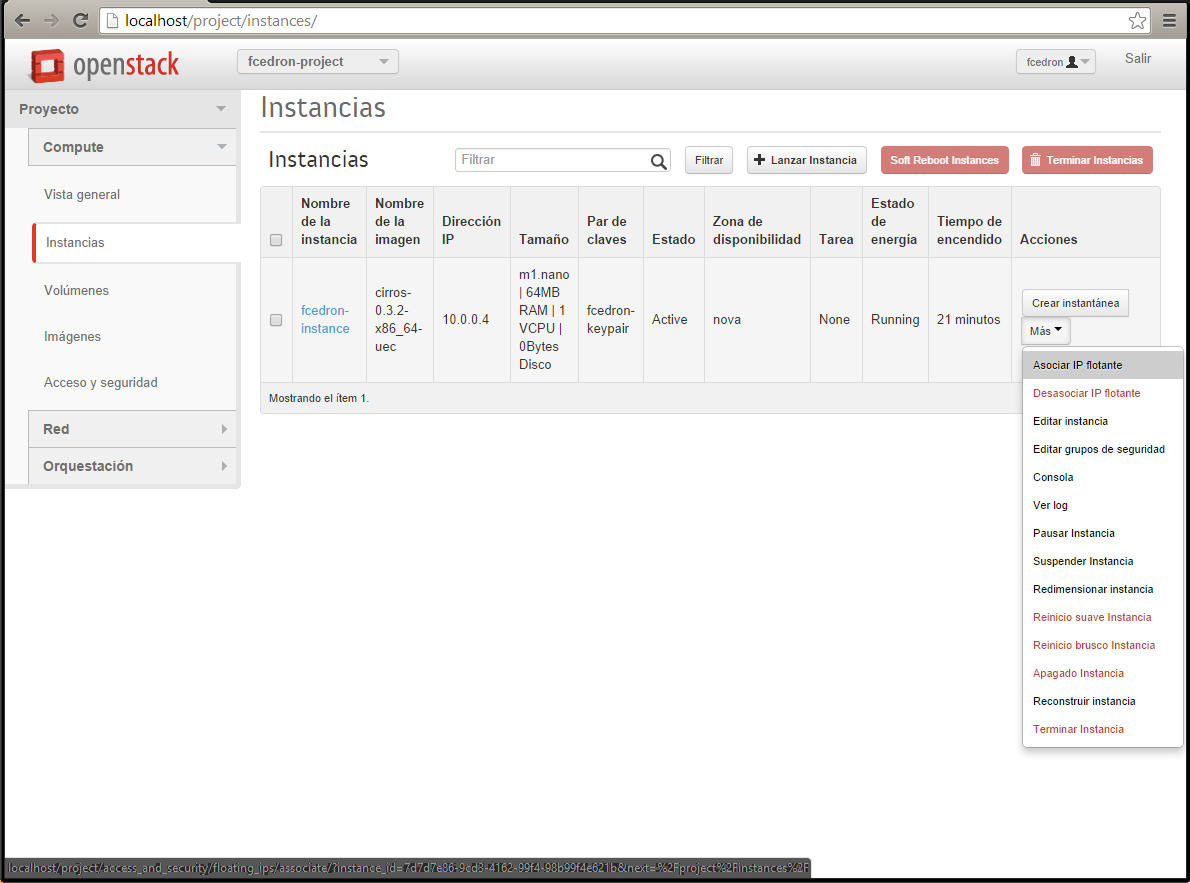 localhost/project/instances/
openstack
fcedron-project
fcedron
Salir
Proyecto
Compute
Vista general
Instancias
Volúmenes
Imágenes
Acceso y seguridad
Red
Orquestación
Instancias
Instancias
Filtrar
Filtrar
Lanzar Instancia
Soft Reboot Instances
Terminar Instancias
Nombre de la instancia
Nombre de la imagen
Dirección IP
Tamaño
Par de claves
Estado
Zona de disponibilidad
Tarea
Estado de energía
Tiempo de encendido
Acciones
fcedron-instance
cirros-0.3.2-x86_64-uec
10.0.0.4
m1.nano | 64MB RAM | 1 VCPU | 0Bytes Disco
fcedron-keypair
Active
nova
None
Running
21 minutos
Crear instantánea
Más
Mostrando el ítem 1.
Asociar IP flotante
Desasociar IP flotante
Editar instancia
Editar grupos de seguridad
Consola
Ver log
Pausar Instancia
Suspender Instancia
Redimensionar instancia
Reinicio suave Instancia
Reinicio brusco Instancia
Apagado Instancia
Reconstruir instancia
Terminar Instancia
localhost/project/access_and_security/floating_ips/associate/?instance_id=7d7d7e86-9cd3-4162-99f4-98b99f4e621b&next=%2Fproject%2Finstances%2F